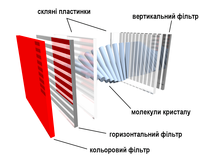 скляні пластинки
вертикальний фільтр
молекули кристалу
горизонтальний фільтр
кольоровий фільтр